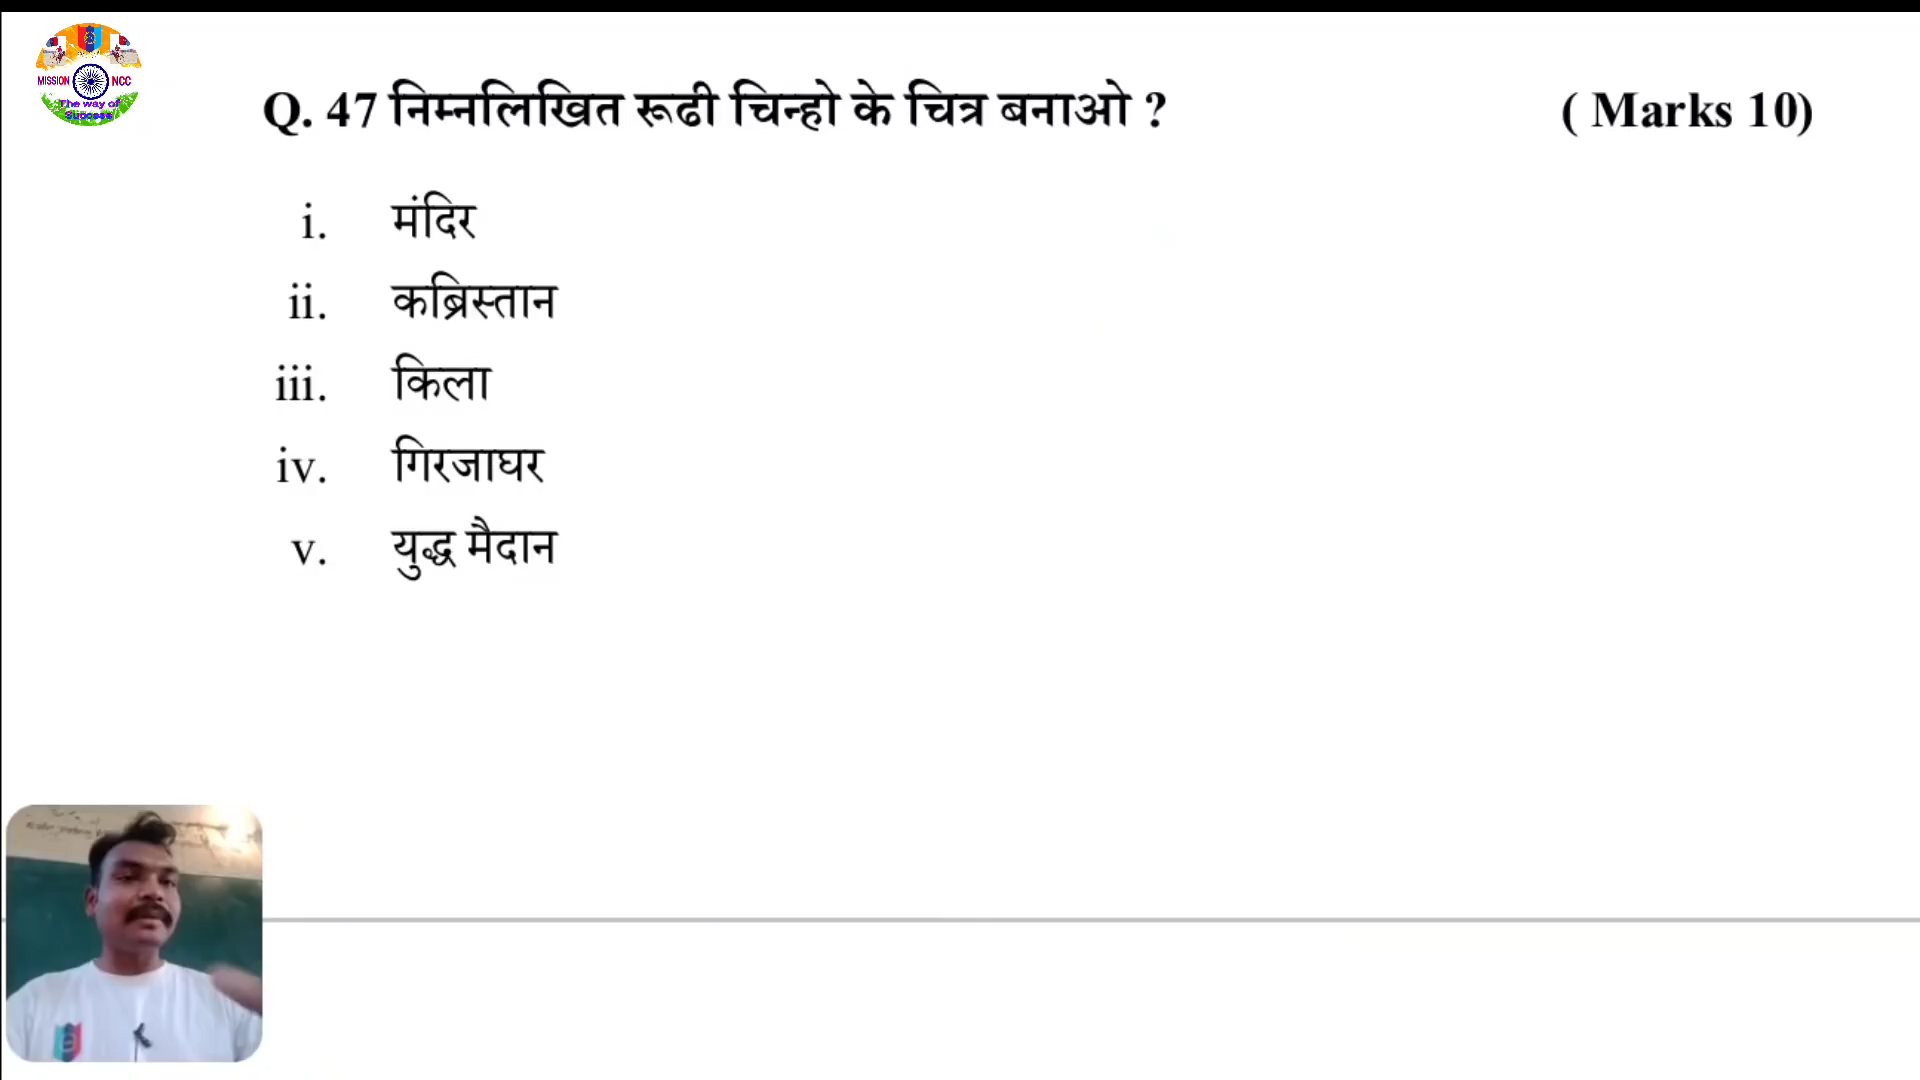 MISSION NCC
The way of
Success
Q. 47 निम्नलिखित रूढी चिन्हो के चित्र बनाओ ? ( Marks 10)
i. मंदिर
ii. कब्रिस्तान
iii. किला
iv. गिरजाघर
v. युद्ध मैदान